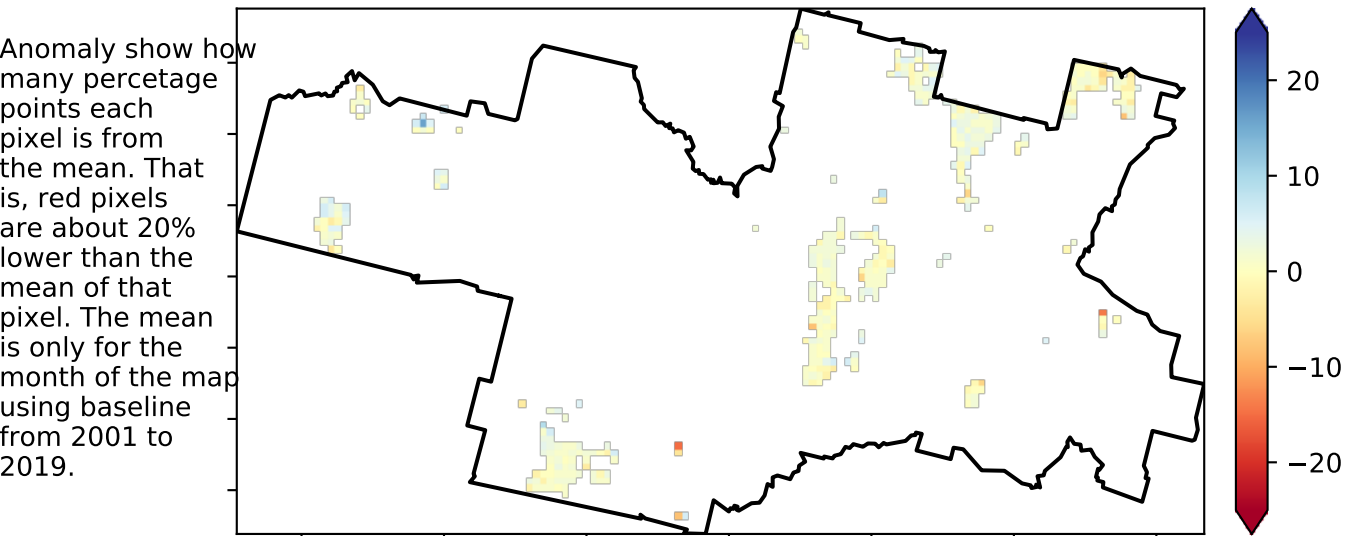 Anomaly show how
many percetage
points each
pixel is from
the mean. That
is, red pixels
are about 20%
lower than the
mean of that
pixel. The mean
is only for the
month of the map
using baseline
from 2001 to
2019.
20
10
0
−10
−20